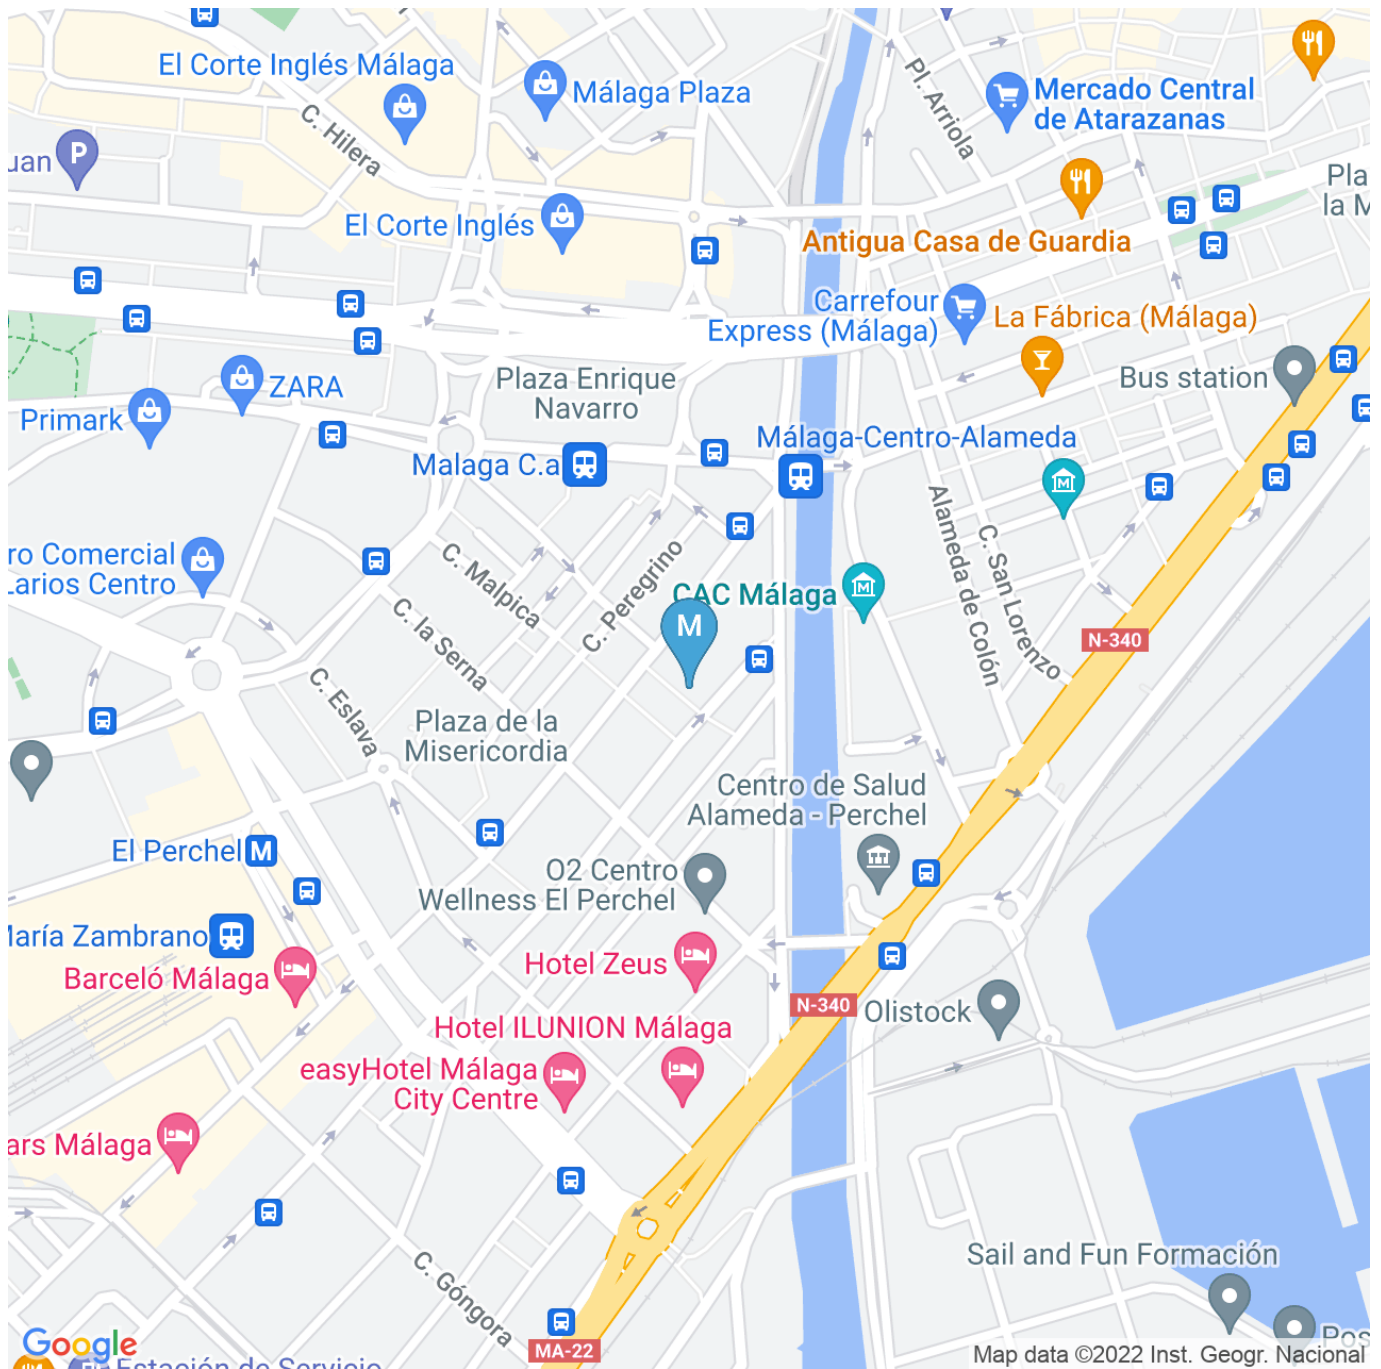 El Corte Inglés Málaga
Málaga Plaza
Pl. Arriola
Mercado Central
de Atarazanas
C. Hilera
uan
P
Pla
la M
El Corte Inglés
Antigua Casa de Guardia
Carrefour
Express (Málaga)
La Fábrica (Málaga)
Plaza Enrique
Navarro
Bus station
ZARA
Primark
Málaga-Centro-Alameda
Malaga C.a
Alameda de Colón
C. San Lorenzo
ro Comercial
Larios Centro
C. Malpica
C. Peregrino
CAC Málaga
M
C. la Serna
N-340
C. Eslava
Plaza de la
Misericordia
Centro de Salud
Alameda - Perchel
El Perchel
M
O2 Centro
Wellness El Perchel
María Zambrano
Barceló Málaga
Hotel Zeus
N-340
Olistock
Hotel ILUNION Málaga
easyHotel Málaga
City Centre
ars Málaga
Sail and Fun Formación
C. Góngora
Google
MA-22
Pos
Map data ©2022 Inst. Geogr. Nacional
Estación de Servicio